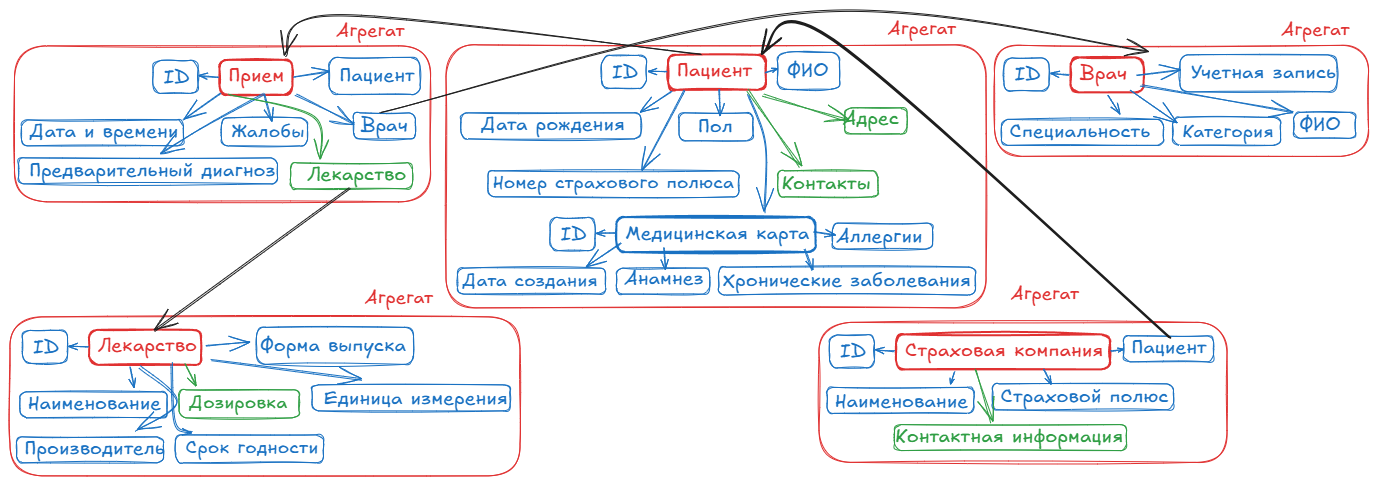 Агрегат
ID
Прием
Пациент
Дата и времени
Жалобы
Врач
Предварительный диагноз
Лекарство
Агрегат
ID
Пациент
ФИО
Дата рождения
Пол
Адрес
Номер страхового полюса
Контакты
ID
Медицинская карта
Аллергии
Дата создания
Анамнез
Хронические заболевания
Агрегат
ID
Врач
Учетная запись
Специальность
Категория
ФИО
Агрегат
ID
Лекарство
Форма выпуска
Наименование
Дозировка
Единица измерения
Производитель
Срок годности
Агрегат
ID
Страховая компания
Пациент
Наименование
Страховой полюс
Контактная информация